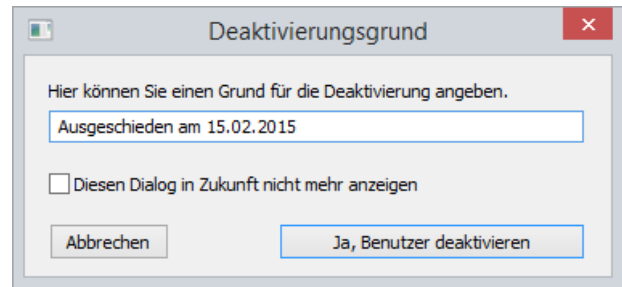 Deaktivierungsgrund
Hier können Sie einen Grund für die Deaktivierung angeben.
Ausgeschieden am 15.02.2015
Diesen Dialog in Zukunft nicht mehr anzeigen
Abbrechen
Ja, Benutzer deaktivieren